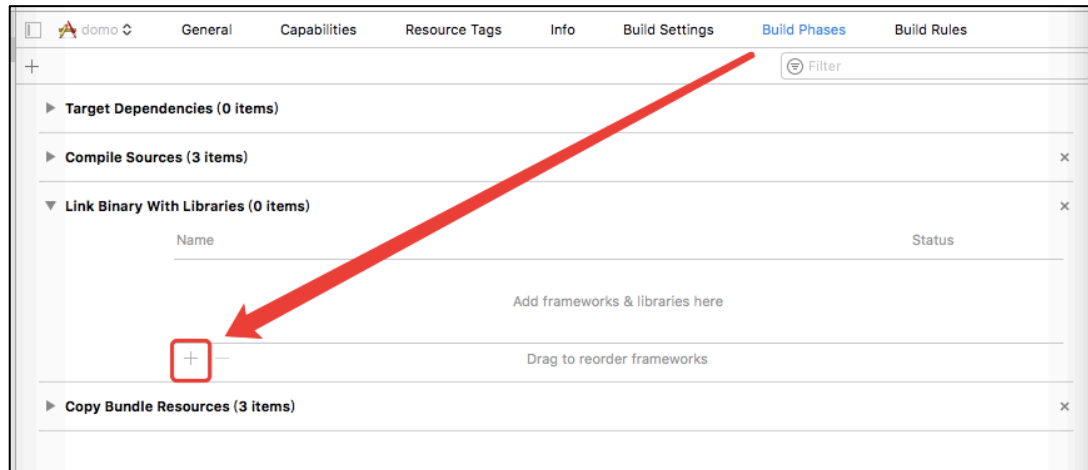 domo General Capabilities Resource Tags Info Build Settings Build Phases Build Rules
+ Filter
Target Dependencies (0 items)
Compile Sources (3 items) ×
Link Binary With Libraries (0 items) ×
Name Status
Add frameworks & libraries here
+ − Drag to reorder frameworks
Copy Bundle Resources (3 items) ×